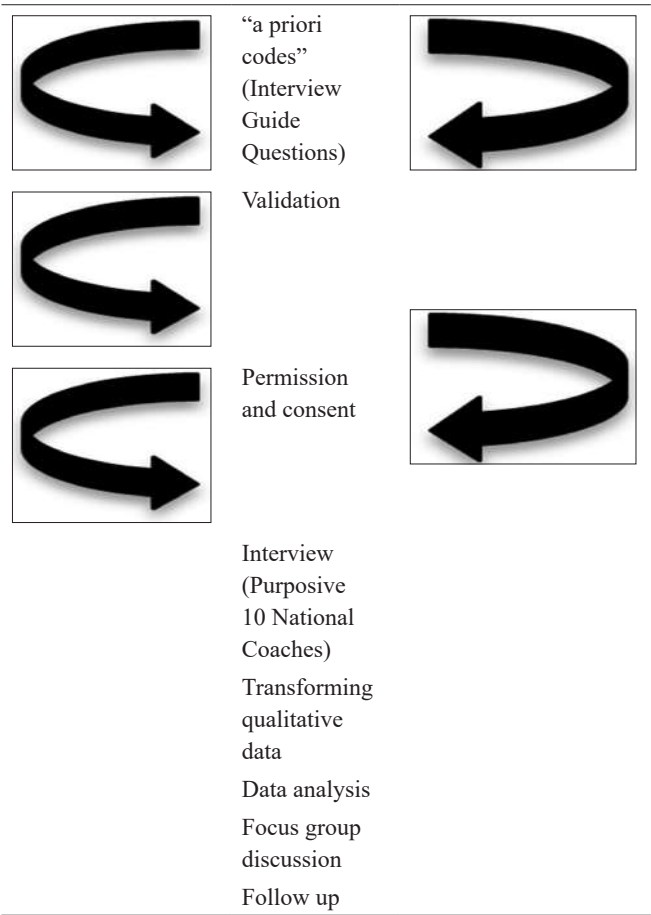 “a priori
codes”
(Interview
Guide
Questions)
Validation
Permission
and consent
Interview
(Purposive
10 National
Coaches)
Transforming
qualitative
data
Data analysis
Focus group
discussion
Follow up